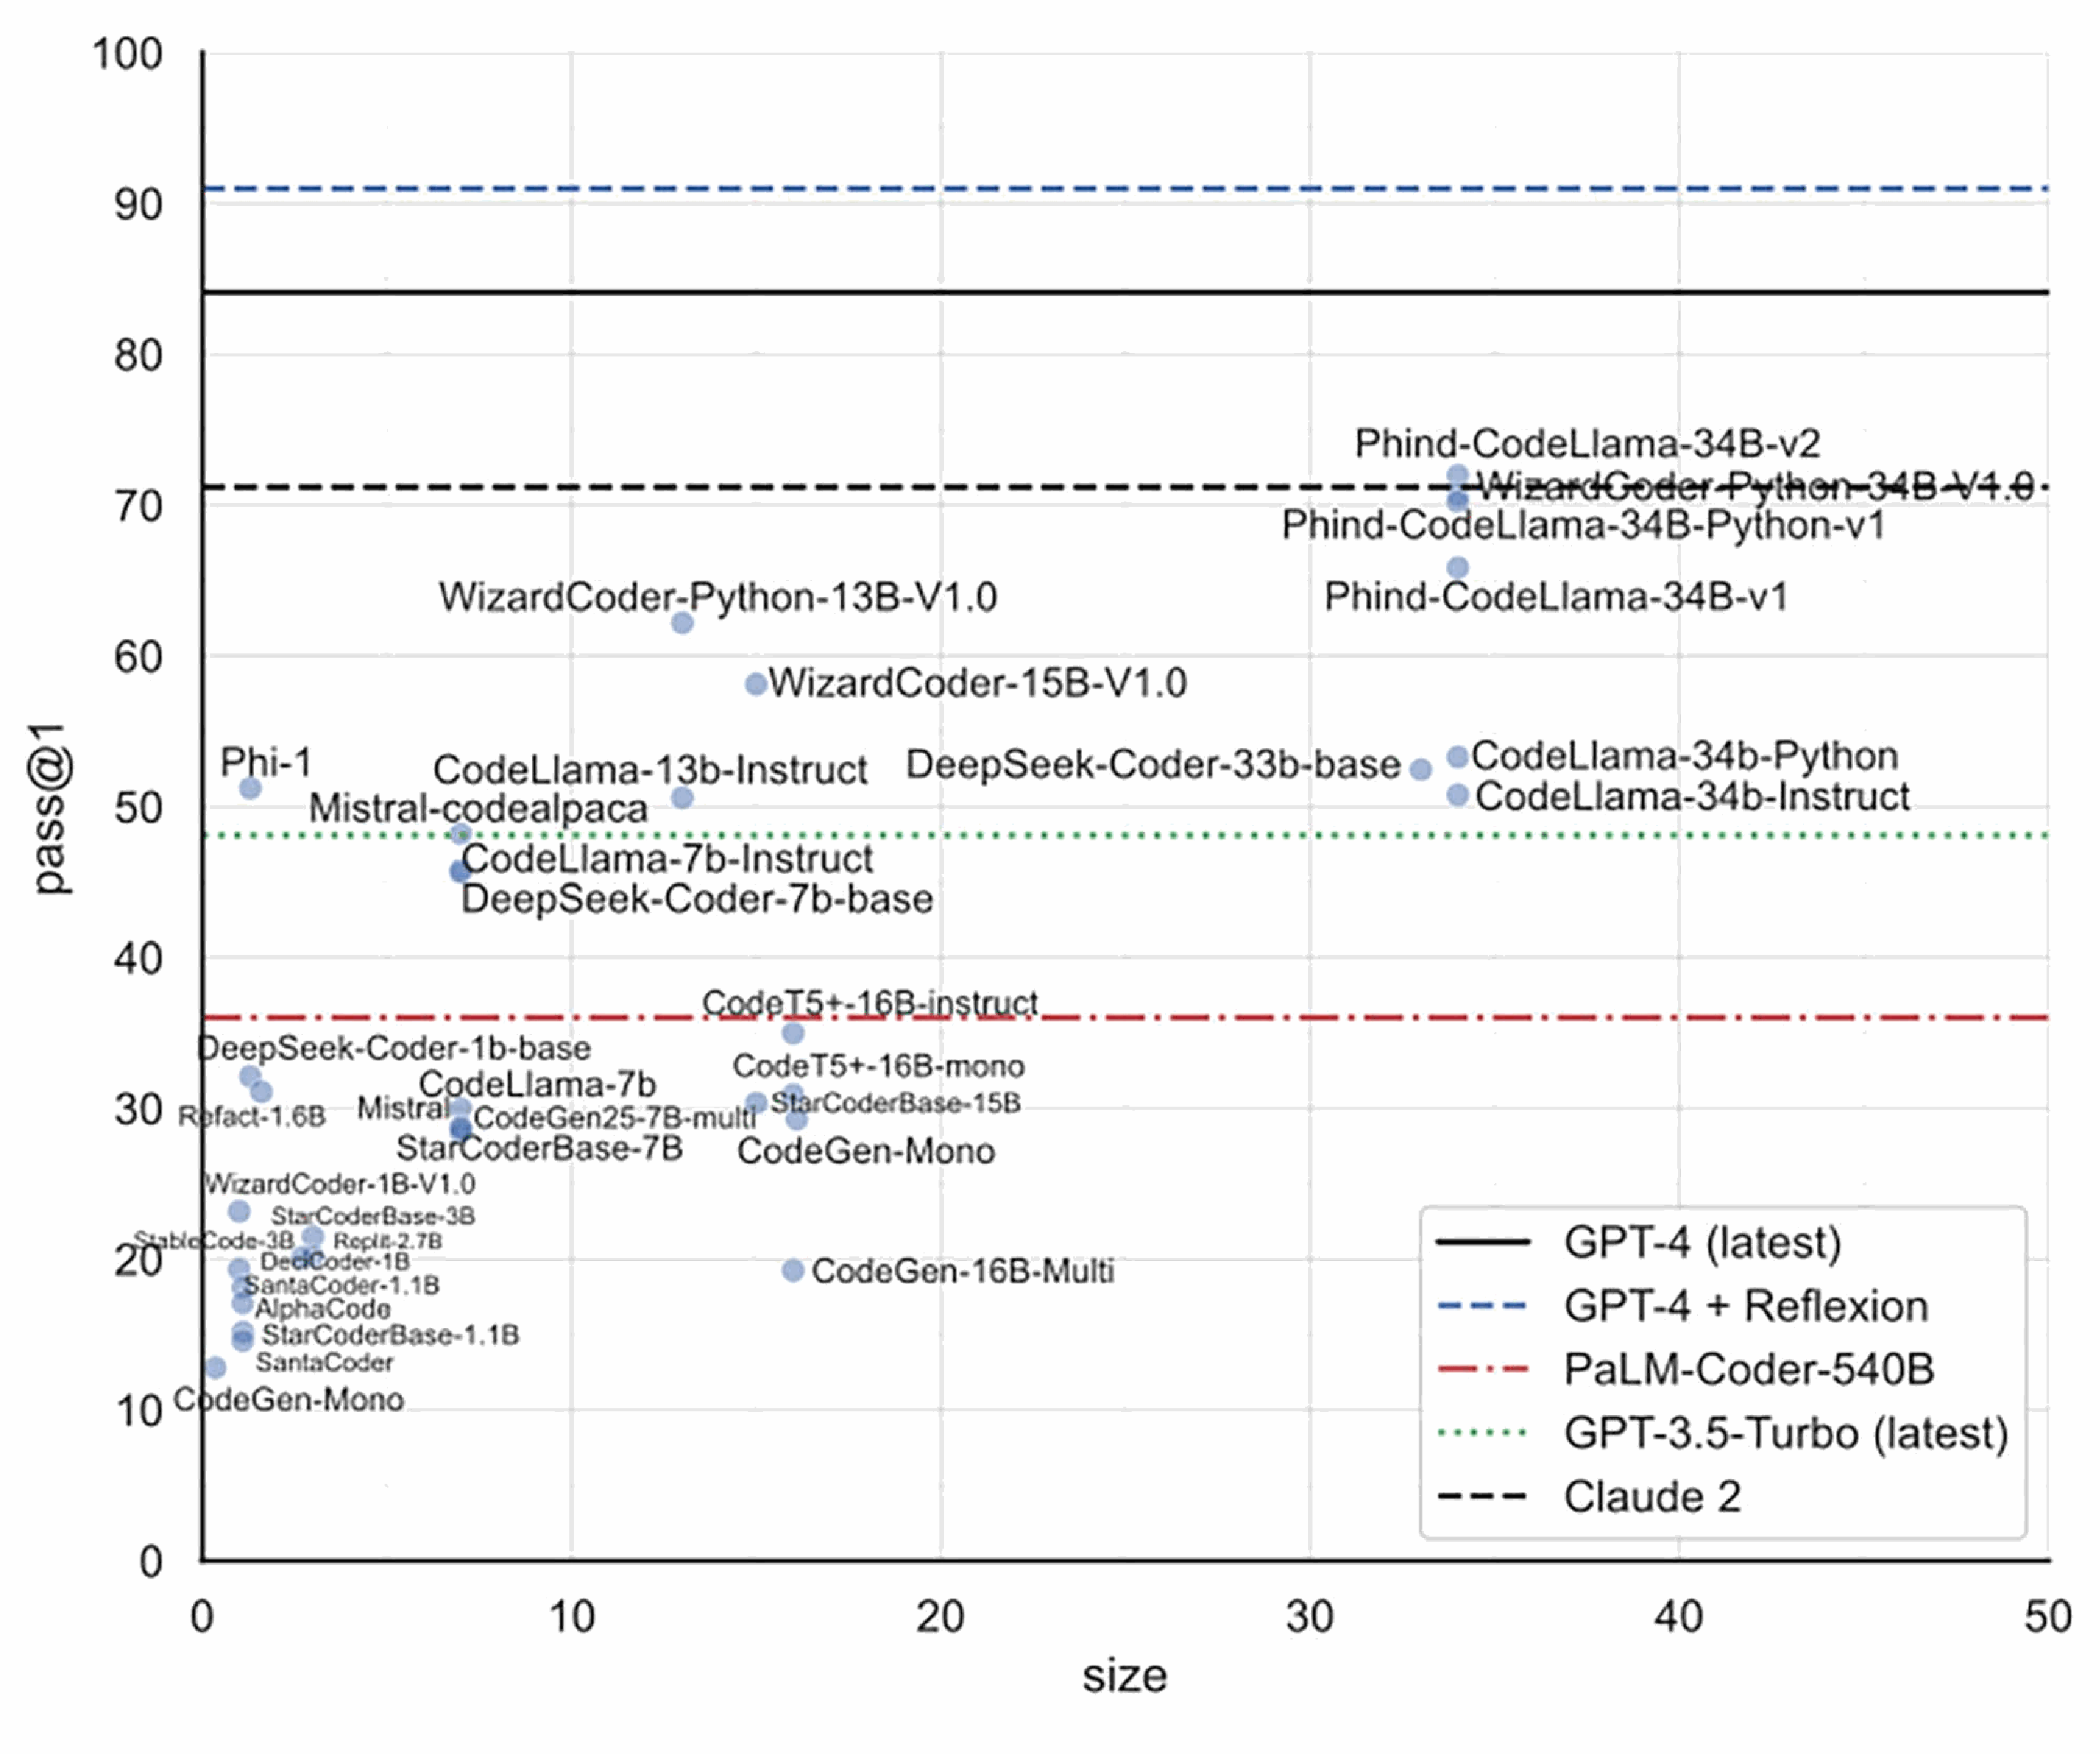 100
90
80
70
60
50
40
30
20
10
0
pass@1
Phind-CodeLlama-34B-v2
WizardCoder-Python-34B-V1.0
Phind-CodeLlama-34B-Python-v1
Phind-CodeLlama-34B-v1
WizardCoder-Python-13B-V1.0
WizardCoder-15B-V1.0
Phi-1
CodeLlama-13b-Instruct
DeepSeek-Coder-33b-base
CodeLlama-34b-Python
CodeLlama-34b-Instruct
Mistral-codealpaca
CodeLlama-7b-Instruct
DeepSeek-Coder-7b-base
CodeT5+-16B-instruct
DeepSeek-Coder-1b-base
CodeT5+-16B-mono
CodeLlama-7b
Mistral
StarCoderBase-15B
Refact-1.6B
CodeGen25-7B-multi
StarCoderBase-7B
CodeGen-Mono
WizardCoder-1B-V1.0
StarCoderBase-3B
StableCode-3B
Replit-2.7B
DeciCoder-1B
CodeGen-16B-Multi
SantaCoder-1.1B
AlphaCode
StarCoderBase-1.1B
SantaCoder
CodeGen-Mono
GPT-4 (latest)
GPT-4 + Reflexion
PaLM-Coder-540B
GPT-3.5-Turbo (latest)
Claude 2
0 10 20 30 40 50
size